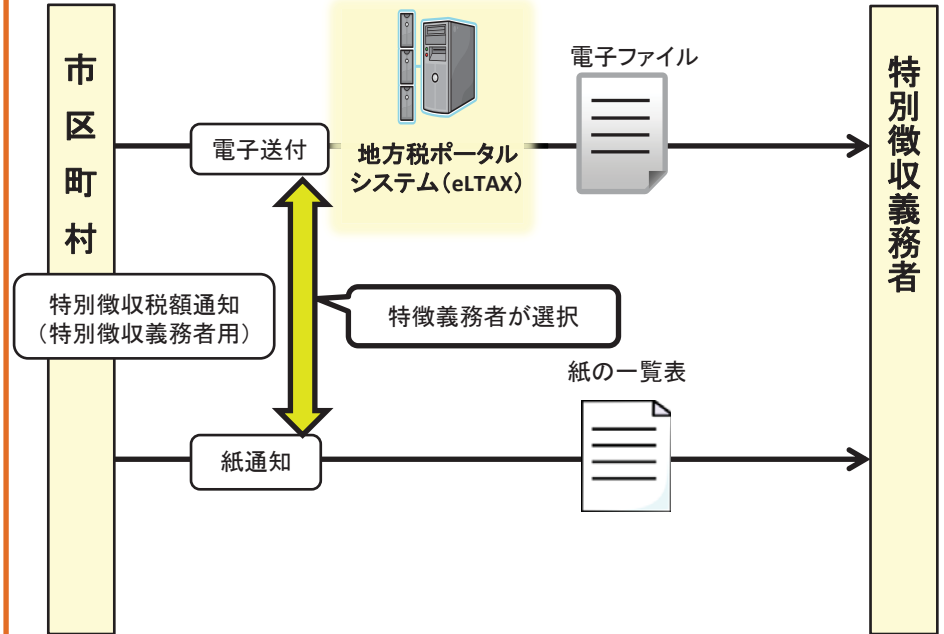 市区町村
電子送付
地方税ポータル
システム(eLTAX)
電子ファイル
特別徴収義務者
特別徴収税額通知
(特別徴収義務者用)
特徴義務者が選択
紙の一覧表
紙通知